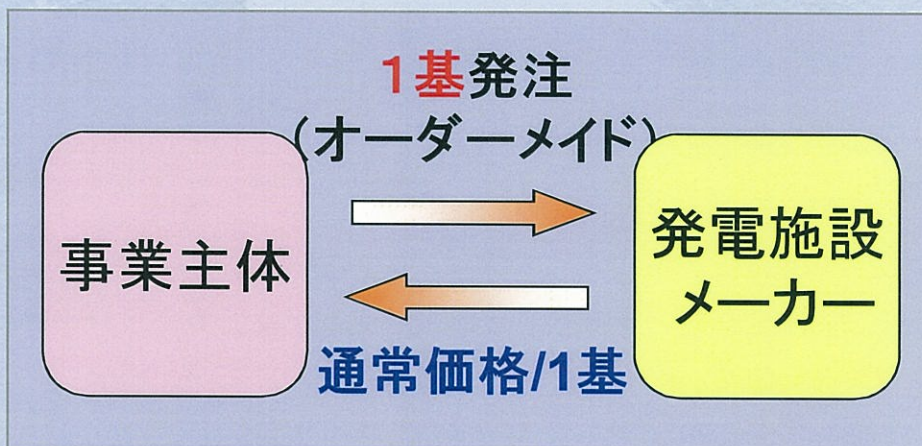 1基発注
(オーダーメイド)
事業主体
発電施設
メーカー
通常価格/1基